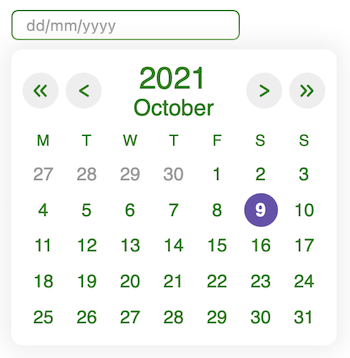 dd/mm/yyyy
« < 2021 > »
October
M T W T F S S
27 28 29 30 1 2 3
4 5 6 7 8 9 10
11 12 13 14 15 16 17
18 19 20 21 22 23 24
25 26 27 28 29 30 31